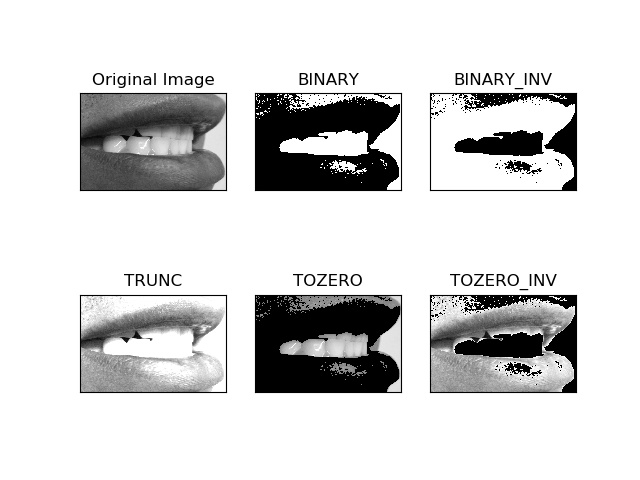 Original Image
BINARY
BINARY_INV
TRUNC
TOZERO
TOZERO_INV